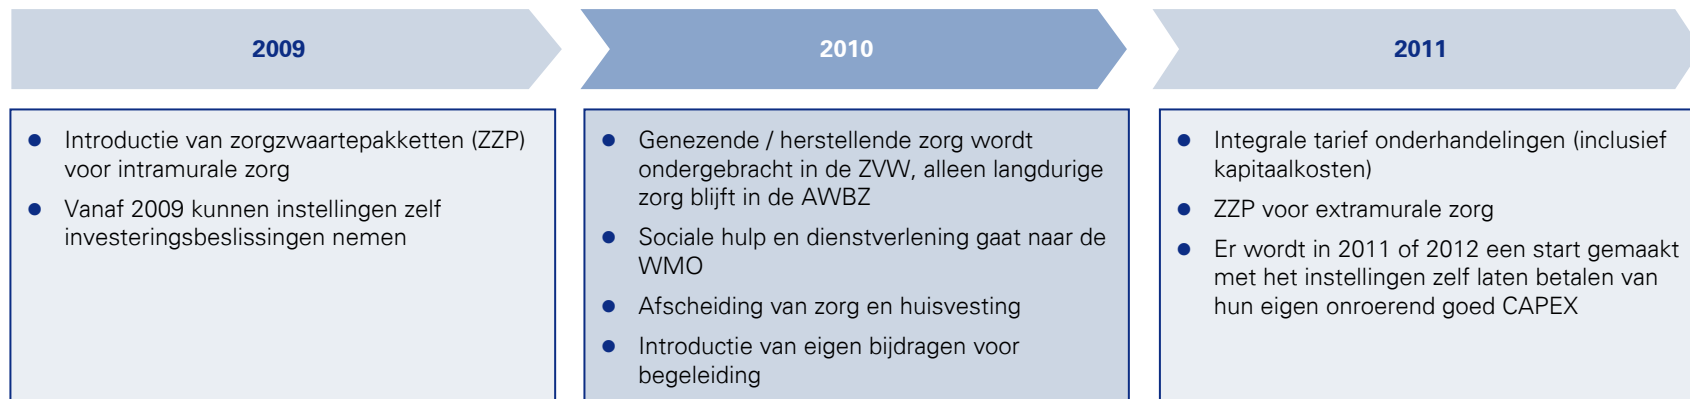 2009
2010
2011
● Introductie van zorgzwaartepakketten (ZZP)
voor intramurale zorg
● Vanaf 2009 kunnen instellingen zelf
investeringsbeslissingen nemen
● Genezende / herstellende zorg wordt
ondergebracht in de ZVW, alleen langdurige
zorg blijft in de AWBZ
● Sociale hulp en dienstverlening gaat naar de
WMO
● Afscheiding van zorg en huisvesting
● Introductie van eigen bijdragen voor
begeleiding
● Integrale tarief onderhandelingen (inclusief
kapitaalkosten)
● ZZP voor extramurale zorg
● Er wordt in 2011 of 2012 een start gemaakt
met het instellingen zelf laten betalen van
hun eigen onroerend goed CAPEX